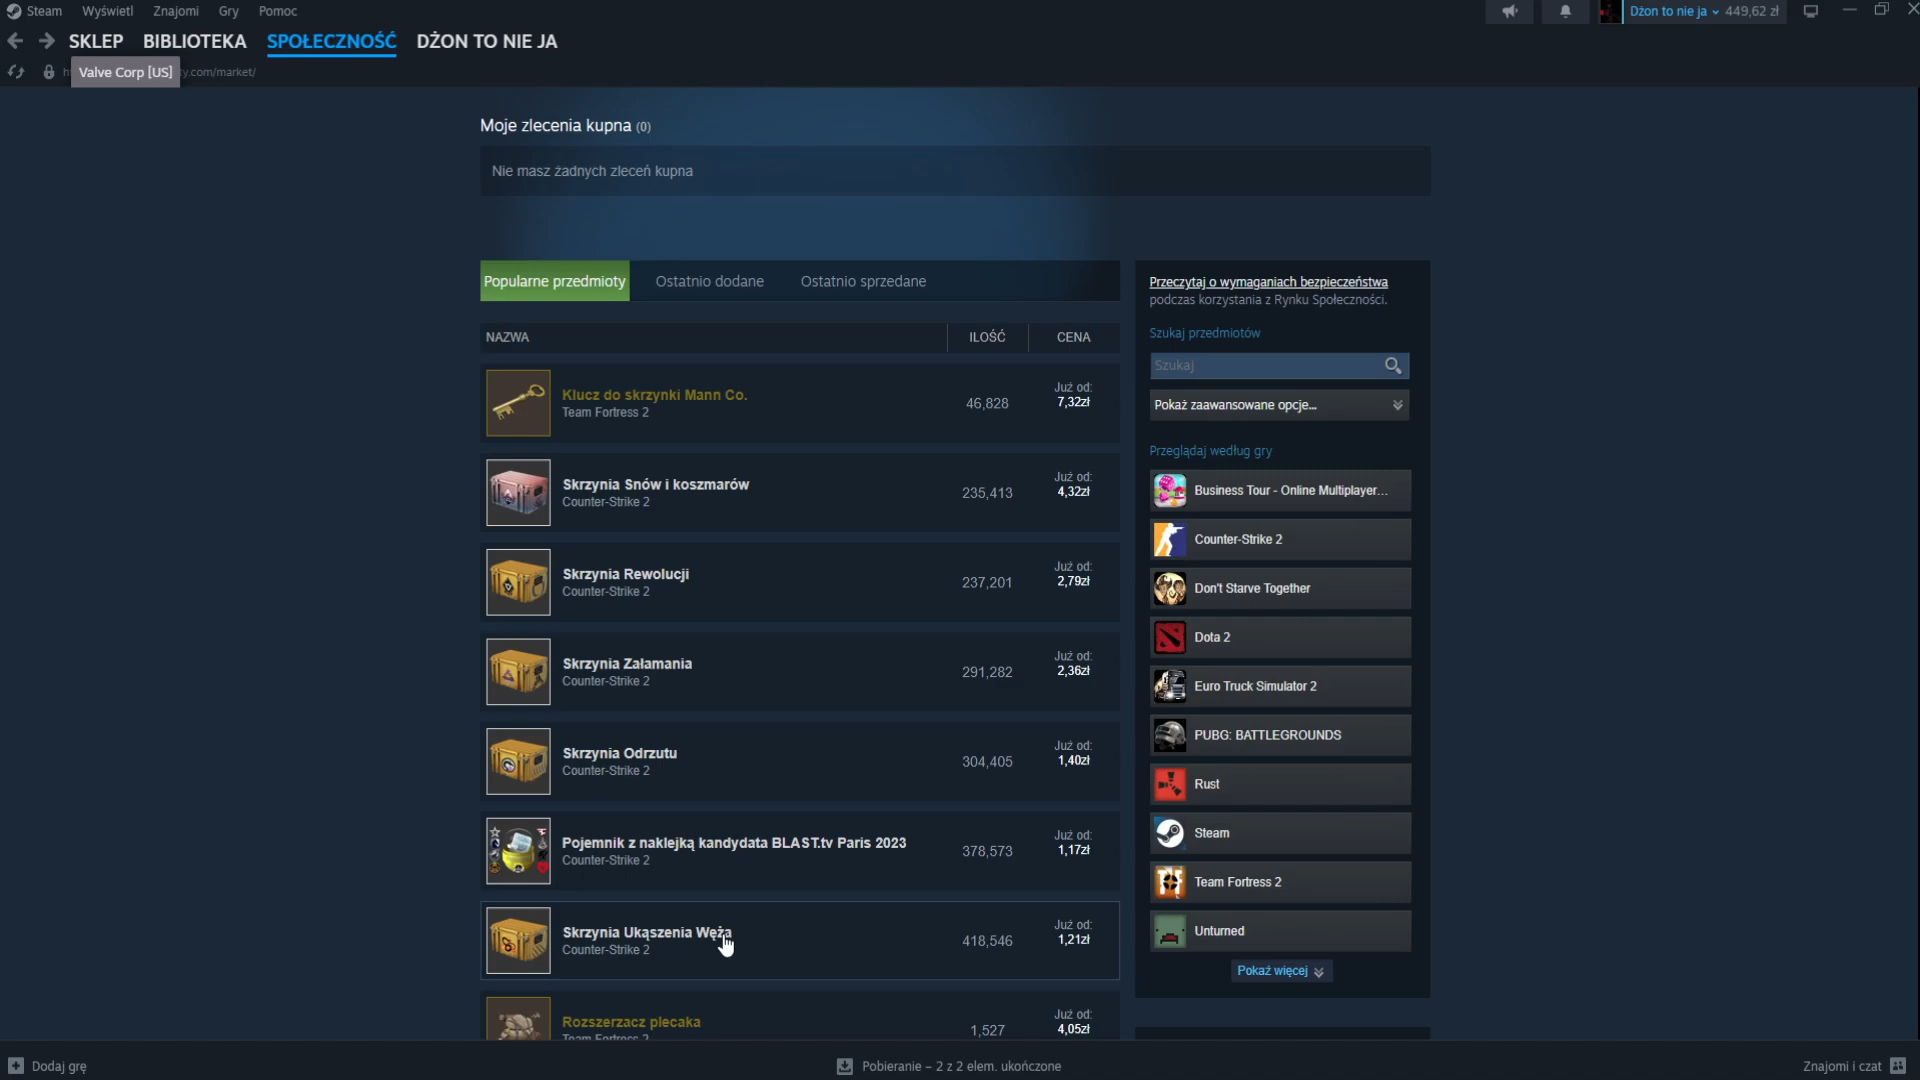 Steam Wyświetl Znajomi Gry Pomoc
Dżon to nie ja 449,62 zł
SKLEP BIBLIOTEKA SPOŁECZNOŚĆ DŻON TO NIE JA
Valve Corp [US] y.com/market/
Moje zlecenia kupna (0)
Nie masz żadnych zleceń kupna
Popularne przedmioty Ostatnio dodane Ostatnio sprzedane
NAZWA ILOŚĆ CENA
Klucz do skrzynki Mann Co.
Team Fortress 2
46,828
Już od:
7,32zł
Skrzynia Snów i koszmarów
Counter-Strike 2
235,413
Już od:
4,32zł
Skrzynia Rewolucji
Counter-Strike 2
237,201
Już od:
2,79zł
Skrzynia Załamania
Counter-Strike 2
291,282
Już od:
2,36zł
Skrzynia Odrzutu
Counter-Strike 2
304,405
Już od:
1,40zł
Pojemnik z naklejką kandydata BLAST.tv Paris 2023
Counter-Strike 2
378,573
Już od:
1,17zł
Skrzynia Ukąszenia Węża
Counter-Strike 2
418,546
Już od:
1,21zł
Rozszerzacz plecaka
Team Fortress 2
1,527
Już od:
4,05zł
Przeczytaj o wymaganiach bezpieczeństwa
podczas korzystania z Rynku Społeczności.
Szukaj przedmiotów
Szukaj
Pokaż zaawansowane opcje...
Przeglądaj według gry
Business Tour - Online Multiplayer...
Counter-Strike 2
Don't Starve Together
Dota 2
Euro Truck Simulator 2
PUBG: BATTLEGROUNDS
Rust
Steam
Team Fortress 2
Unturned
Pokaż więcej
Dodaj grę
Pobieranie – 2 z 2 elem. ukończone
Znajomi i czat